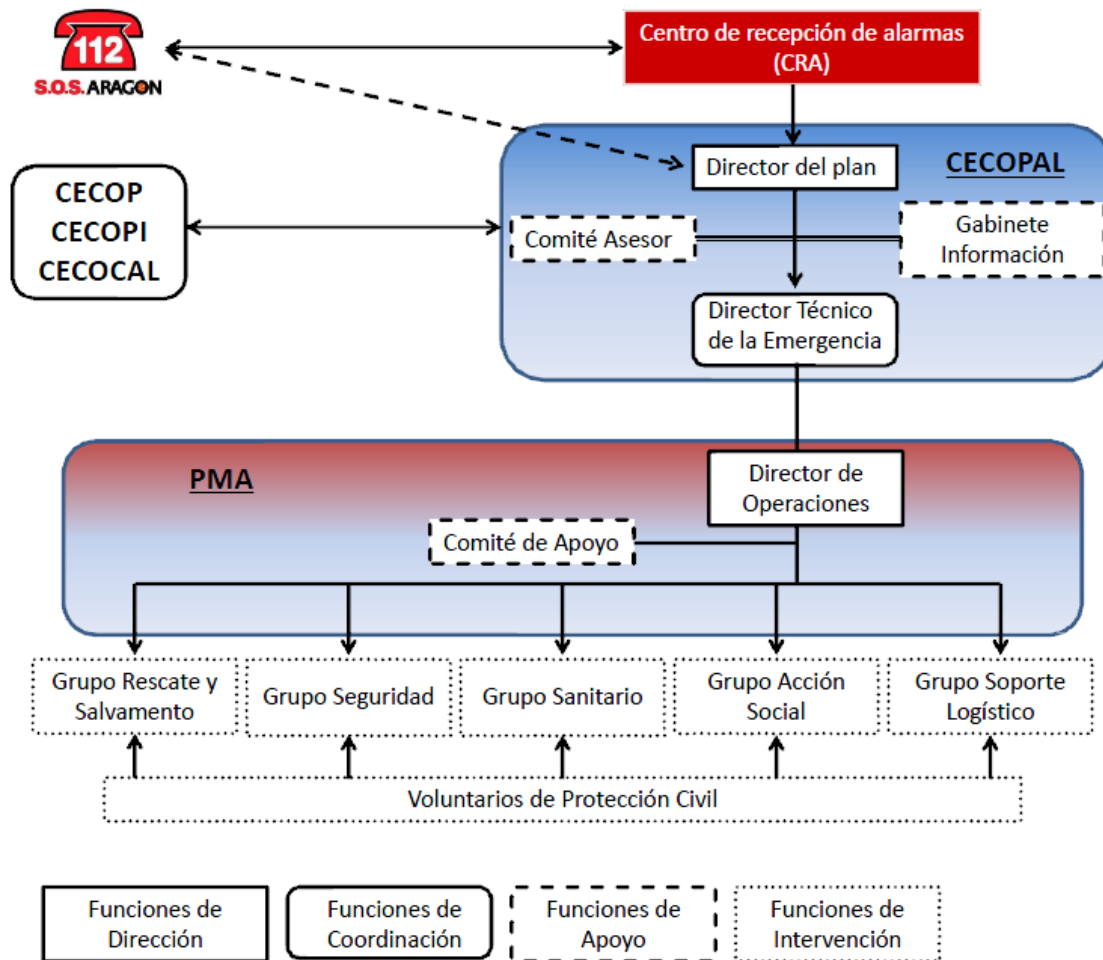 112
S.O.S. ARAGON
Centro de recepción de alarmas
(CRA)
CECOP
CECOPI
CECOCAL
CECOPAL
Director del plan
Comité Asesor
Gabinete
Información
Director Técnico
de la Emergencia
PMA
Director de
Operaciones
Comité de Apoyo
Grupo Rescate y
Salvamento
Grupo Seguridad
Grupo Sanitario
Grupo Acción
Social
Grupo Soporte
Logístico
Voluntarios de Protección Civil
Funciones de
Dirección
Funciones de
Coordinación
Funciones de
Apoyo
Funciones de
Intervención